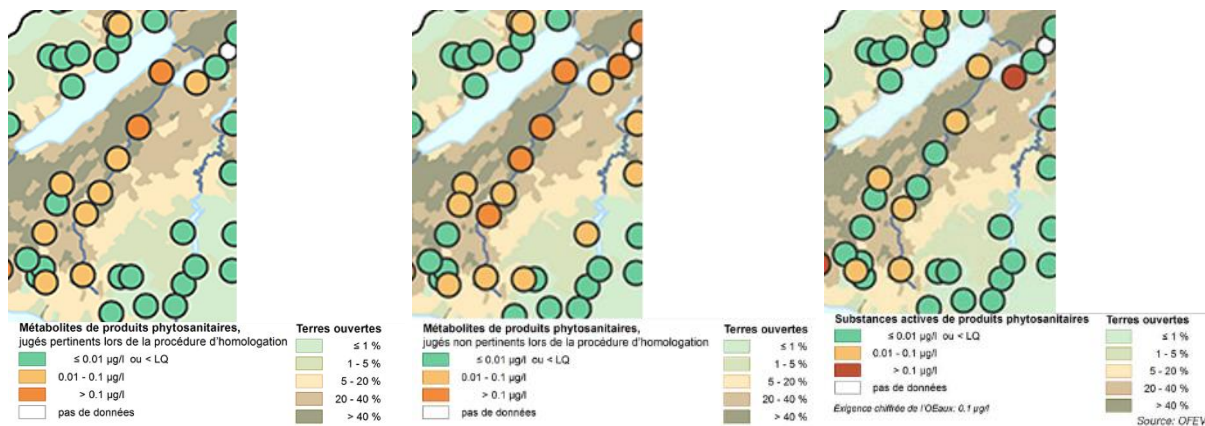 Métabolites de produits phytosanitaires,
jugés pertinents lors de la procédure d'homologation
≤ 0.01 µg/l ou < LQ
0.01 - 0.1 µg/l
> 0.1 µg/l
pas de données
Terres ouvertes
≤ 1 %
1 - 5 %
5 - 20 %
20 - 40 %
> 40 %
Métabolites de produits phytosanitaires,
jugés non pertinents lors de la procédure d'homologation
≤ 0.01 µg/l ou < LQ
0.01 - 0.1 µg/l
> 0.1 µg/l
pas de données
Terres ouvertes
≤ 1 %
1 - 5 %
5 - 20 %
20 - 40 %
> 40 %
Substances actives de produits phytosanitaires
≤ 0.01 µg/l ou < LQ
0.01 - 0.1 µg/l
> 0.1 µg/l
pas de données
Exigence chiffrée de l'OEaux: 0,1 µg/l
Terres ouvertes
≤ 1 %
1 - 5 %
5 - 20 %
20 - 40 %
> 40 %
Source: OFEV